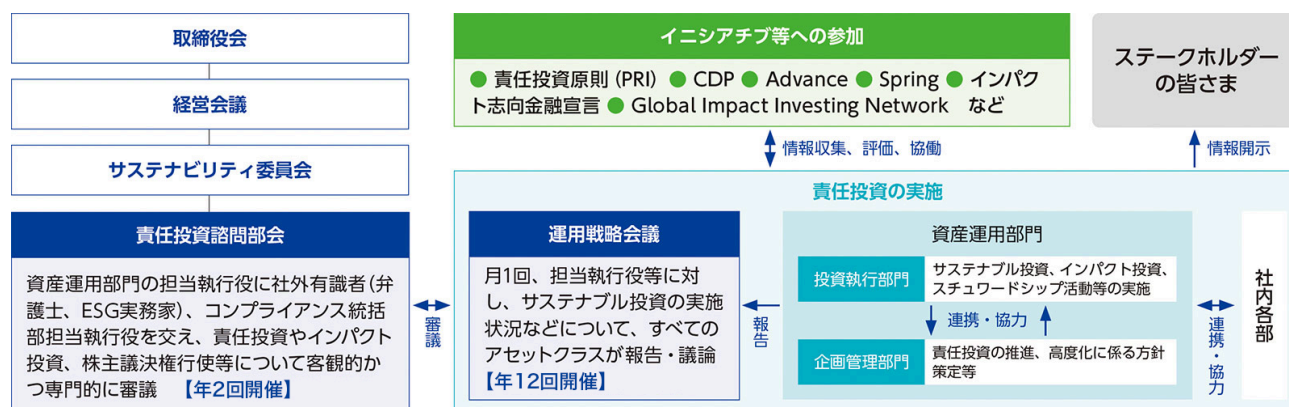 取締役会
経営会議
サステナビリティ委員会
責任投資諮問部会
資産運用部門の担当執行役に社外有識者（弁
護士、ESG実務家）、コンプライアンス統括
部担当執行役を交え、責任投資やインパクト
投資、株主議決権行使等について客観的か
つ専門的に審議 【年2回開催】
審議
イニシアチブ等への参加
● 責任投資原則（PRI）● CDP ● Advance ● Spring ● インパク
ト志向金融宣言 ● Global Impact Investing Network など
情報収集、評価、協働
ステークホルダー
の皆さま
情報開示
責任投資の実施
運用戦略会議
月1回、担当執行役等に対
し、サステナブル投資の実施
状況などについて、すべての
アセットクラスが報告・議論
【年12回開催】
報告
資産運用部門
投資執行部門
サステナブル投資、インパクト投資、
スチュワードシップ活動等の実施
連携・協力
企画管理部門
責任投資の推進、高度化に係る方針
策定等
連携・協力
社内各部